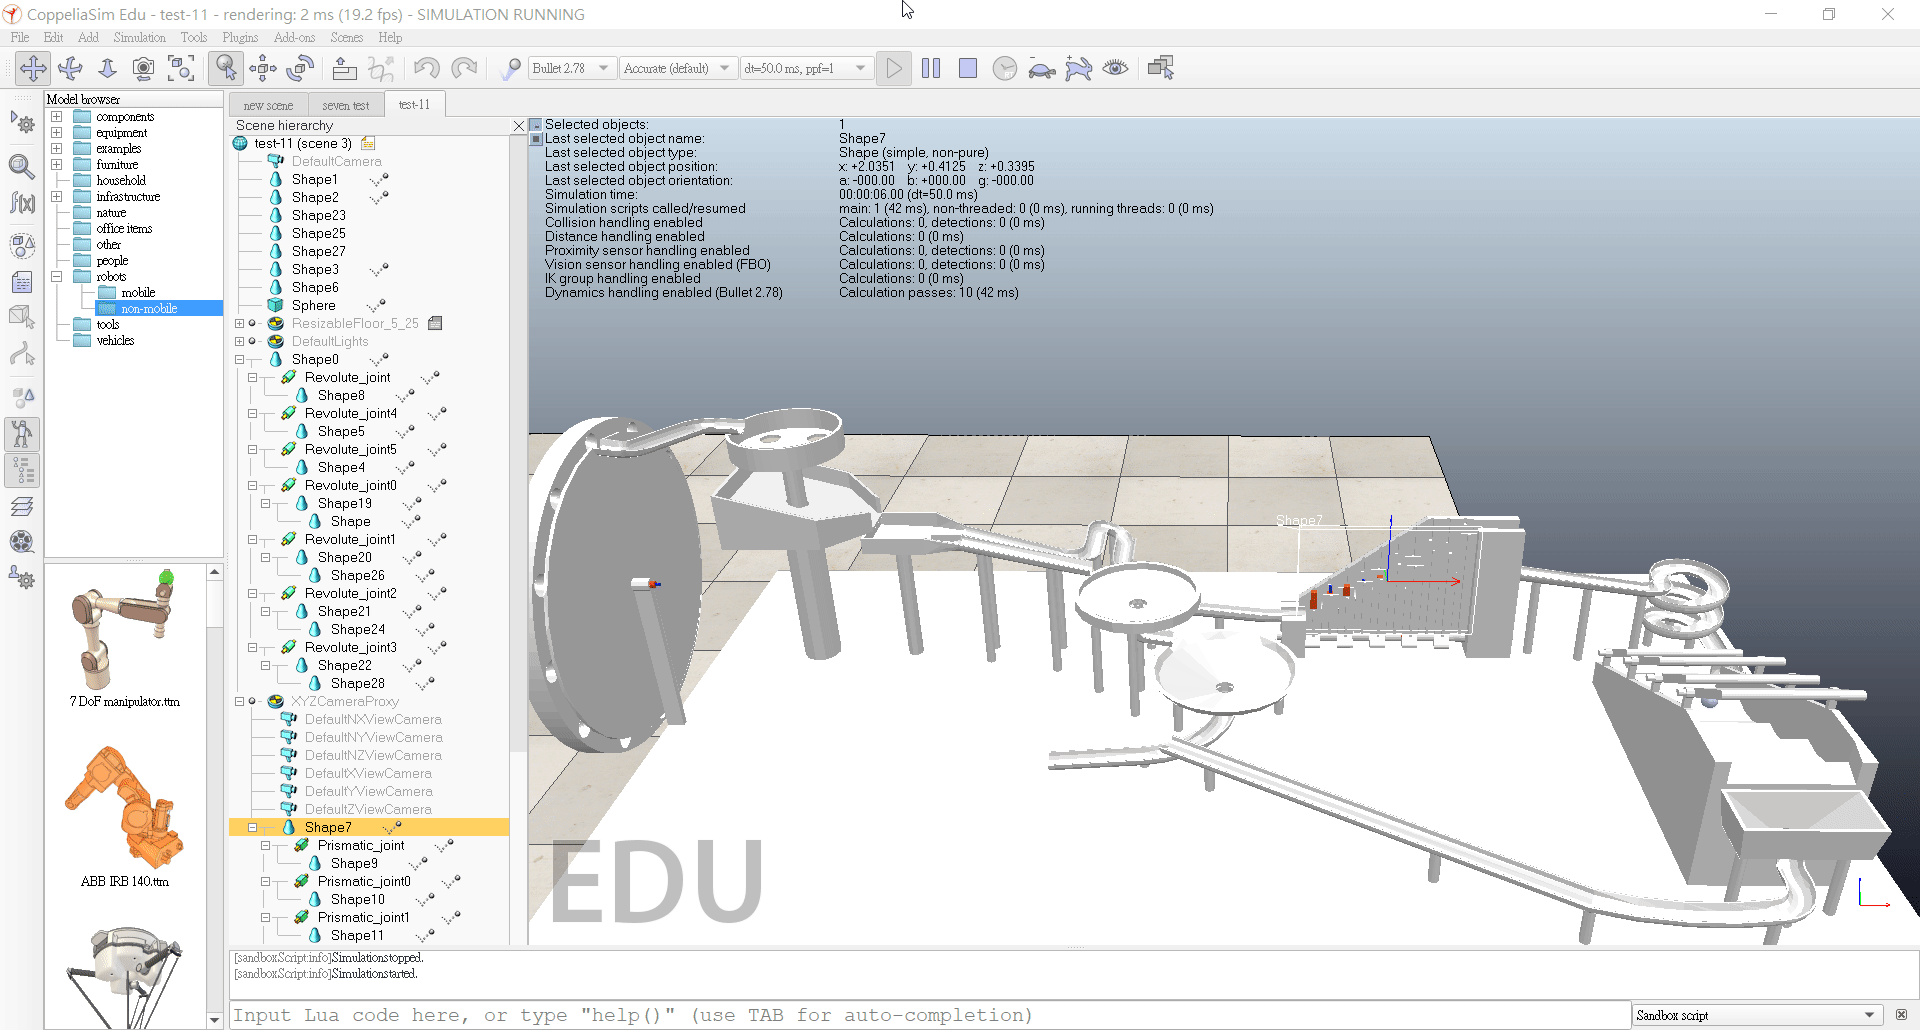 CoppeliaSim Edu - test-11 - rendering: 2 ms (19.2 fps) - SIMULATION RUNNING
File Edit Add Simulation Tools Plugins Add-ons Scenes Help
Bullet 2.78 Accurate (default) dt=50.0 ms, ppf=1
Model browser
components
equipment
examples
furniture
household
infrastructure
nature
office items
other
people
robots
mobile
non-mobile
tools
vehicles
7 DoF manipulator.ttm
ABB IRB 140.ttm
new scene seven test test-11
Scene hierarchy
test-11 (scene 3)
DefaultCamera
Shape1
Shape2
Shape23
Shape25
Shape27
Shape3
Shape6
Sphere
ResizableFloor_5_25
DefaultLights
Shape0
Revolute_joint
Shape8
Revolute_joint4
Shape5
Revolute_joint5
Shape4
Revolute_joint0
Shape19
Shape
Revolute_joint1
Shape20
Shape26
Revolute_joint2
Shape21
Shape24
Revolute_joint3
Shape22
Shape28
XYZCameraProxy
DefaultNXViewCamera
DefaultNYViewCamera
DefaultNZViewCamera
DefaultXViewCamera
DefaultYViewCamera
DefaultZViewCamera
Shape7
Prismatic_joint
Shape9
Prismatic_joint0
Shape10
Prismatic_joint1
Shape11
Selected objects: 1
Last selected object name: Shape7
Last selected object type: Shape (simple, non-pure)
Last selected object position: x: +2.0351 y: +0.4125 z: +0.3395
Last selected object orientation: a: -000.00 b: +000.00 g: -000.00
Simulation time: 00:00:06.00 (dt=50.0 ms)
Simulation scripts called/resumed main: 1 (42 ms), non-threaded: 0 (0 ms), running threads: 0 (0 ms)
Collision handling enabled Calculations: 0, detections: 0 (0 ms)
Distance handling enabled Calculations: 0 (0 ms)
Proximity sensor handling enabled Calculations: 0, detections: 0 (0 ms)
Vision sensor handling enabled (FBO) Calculations: 0, detections: 0 (0 ms)
IK group handling enabled Calculations: 0 (0 ms)
Dynamics handling enabled (Bullet 2.78) Calculation passes: 10 (42 ms)
Shape7
EDU
[sandboxScript:info]Simulationstopped.
[sandboxScript:info]Simulationstarted.
Input Lua code here, or type "help()" (use TAB for auto-completion)
Sandbox script